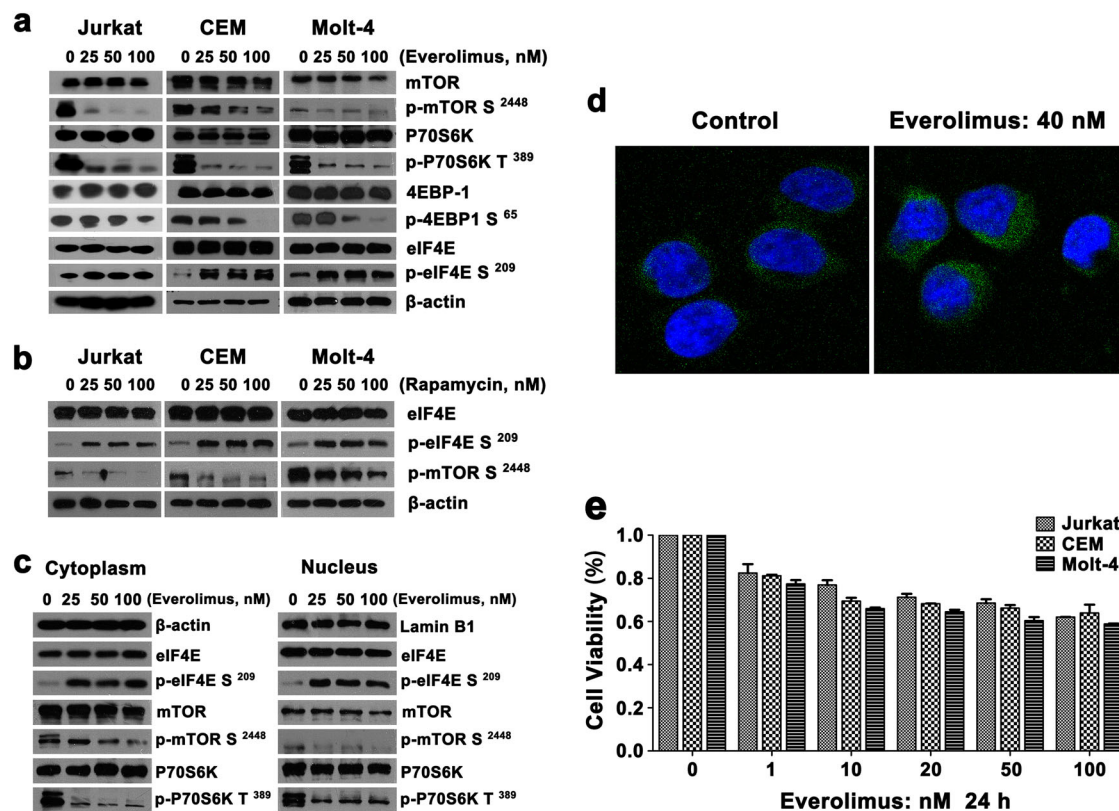 a
Jurkat CEM Molt-4
0 25 50 100 0 25 50 100 0 25 50 100 (Everolimus, nM)
mTOR
p-mTOR S 2448
P70S6K
p-P70S6K T 389
4EBP-1
p-4EBP1 S 65
eIF4E
p-eIF4E S 209
β-actin
b
Jurkat CEM Molt-4
0 25 50 100 0 25 50 100 0 25 50 100 (Rapamycin, nM)
eIF4E
p-eIF4E S 209
p-mTOR S 2448
β-actin
c
Cytoplasm Nucleus
0 25 50 100 (Everolimus, nM) 0 25 50 100 (Everolimus, nM)
β-actin Lamin B1
eIF4E eIF4E
p-eIF4E S 209 p-eIF4E S 209
mTOR mTOR
p-mTOR S 2448 p-mTOR S 2448
P70S6K P70S6K
p-P70S6K T 389 p-P70S6K T 389
d
Control Everolimus: 40 nM
e
Jurkat
CEM
Molt-4
Cell Viability (%)
1.0
0.8
0.6
0.4
0.2
0.0
0 1 10 20 50 100
Everolimus: nM 24 h